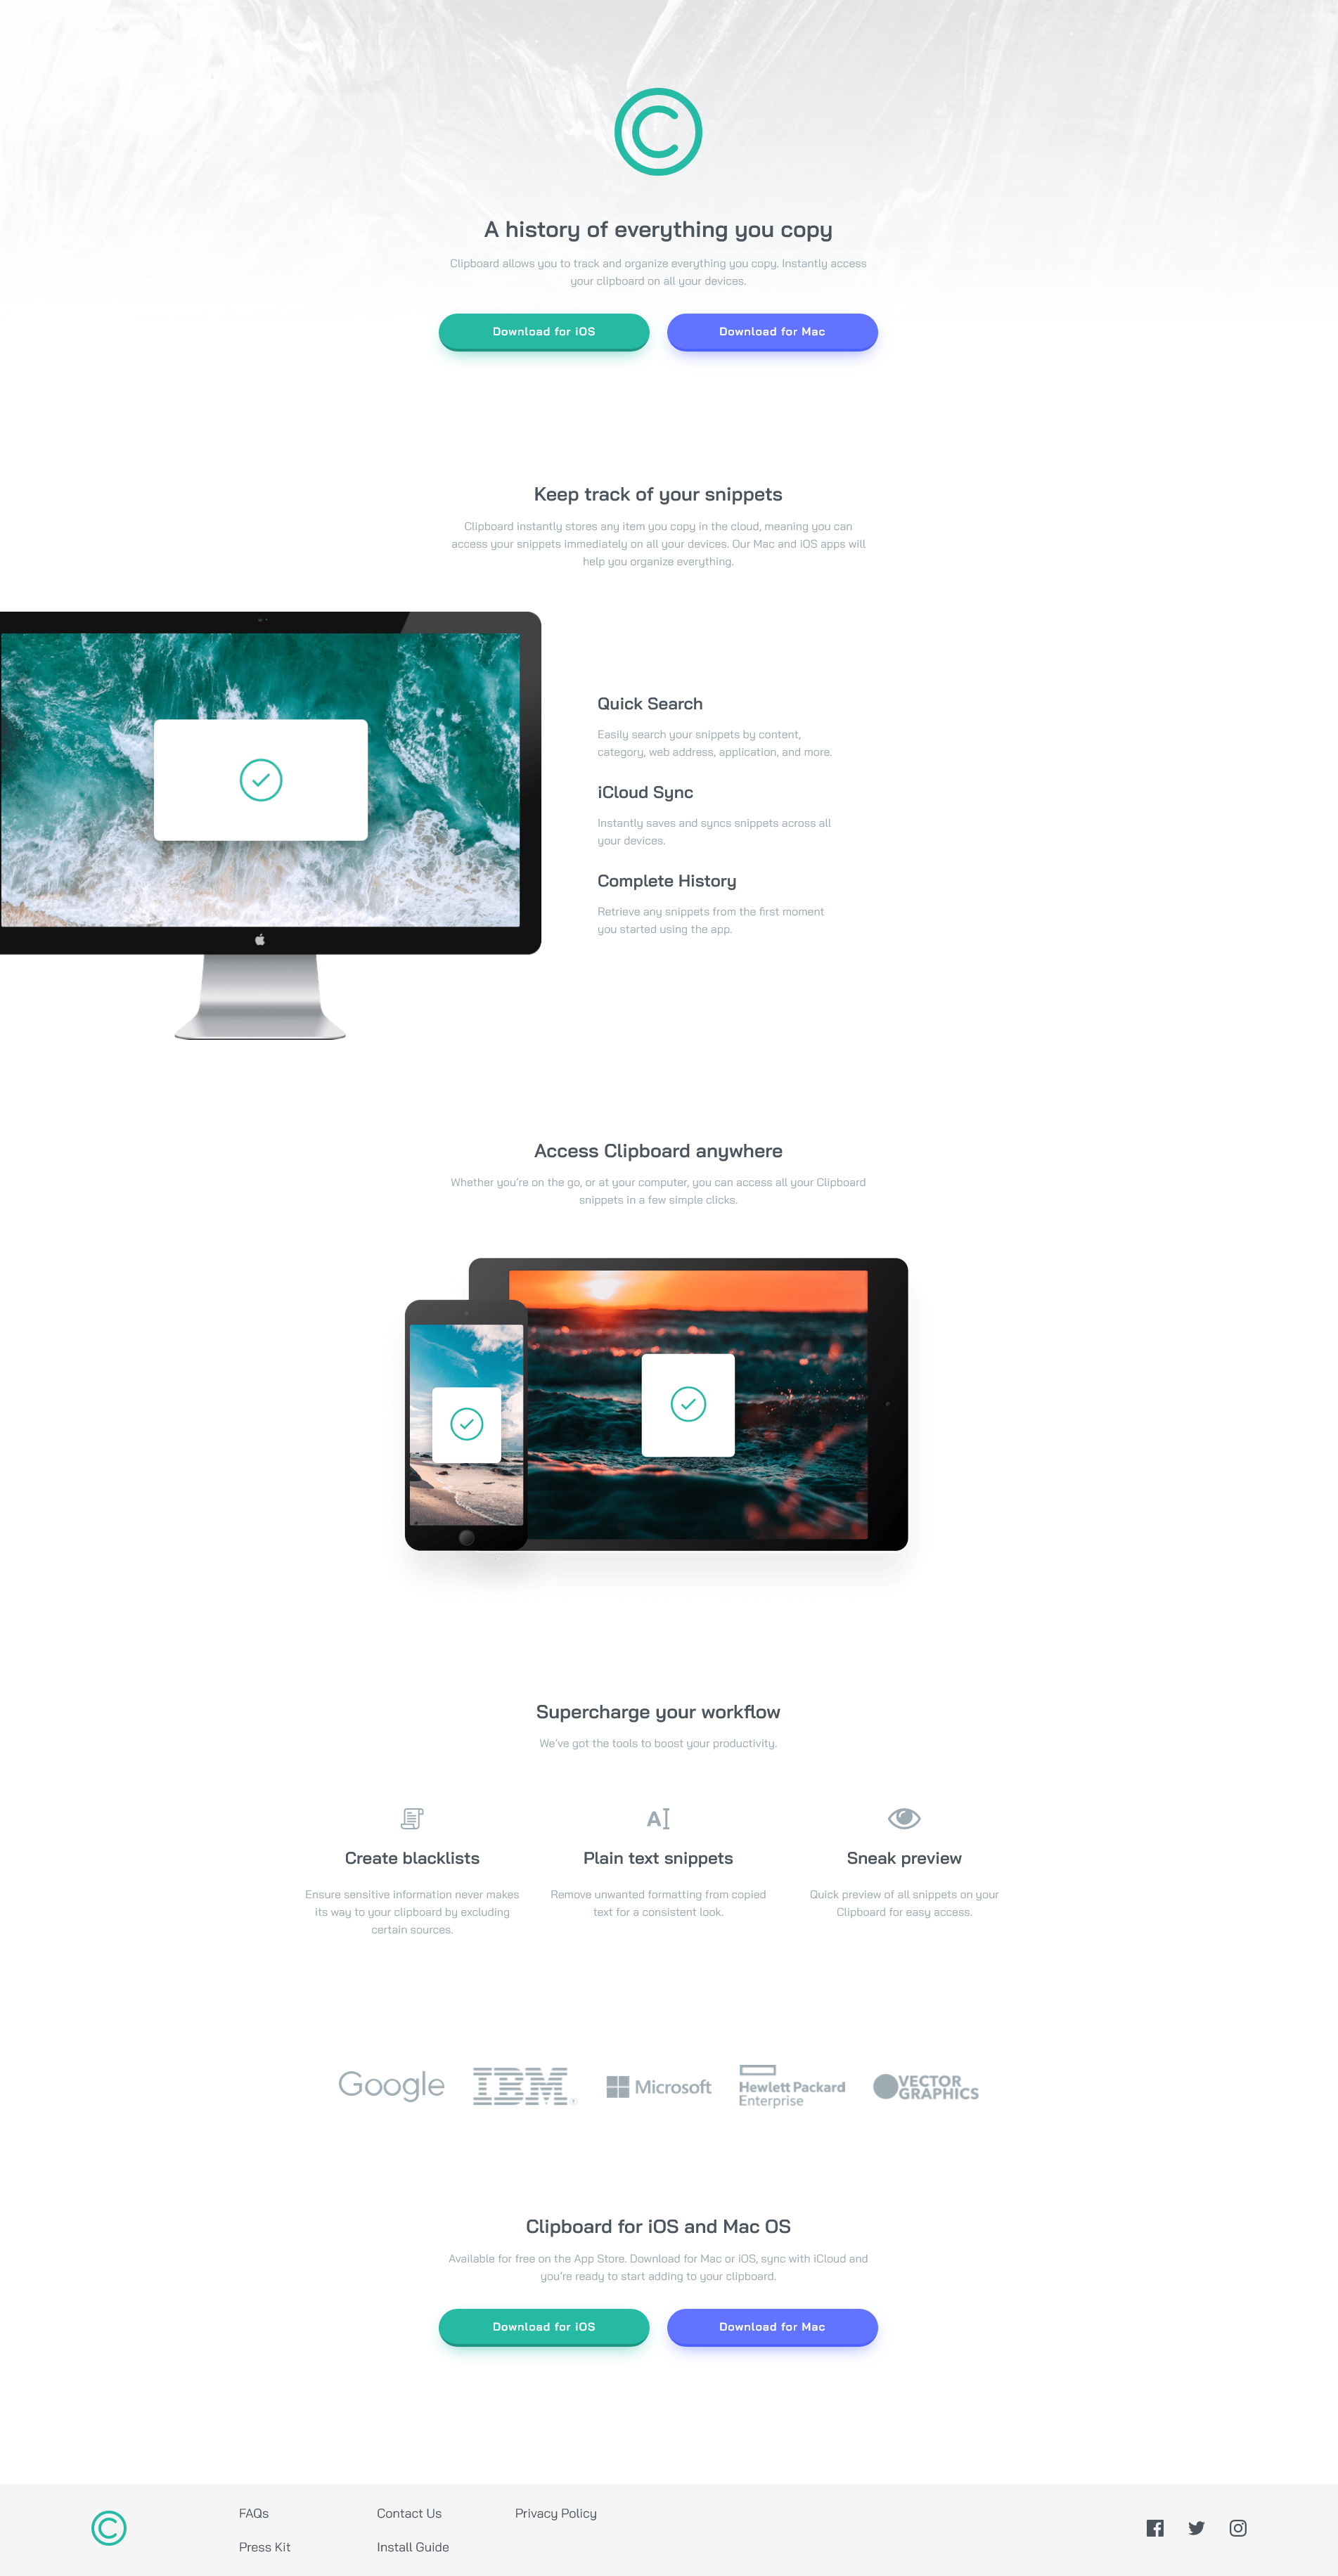 A history of everything you copy
Clipboard allows you to track and organize everything you copy. Instantly access
your clipboard on all your devices.
Download for iOS
Download for Mac
Keep track of your snippets
Clipboard instantly stores any item you copy in the cloud, meaning you can
access your snippets immediately on all your devices. Our Mac and iOS apps will
help you organize everything.
Quick Search
Easily search your snippets by content,
category, web address, application, and more.
iCloud Sync
Instantly saves and syncs snippets across all
your devices.
Complete History
Retrieve any snippets from the first moment
you started using the app.
Access Clipboard anywhere
Whether you’re on the go, or at your computer, you can access all your Clipboard
snippets in a few simple clicks.
Supercharge your workflow
We’ve got the tools to boost your productivity.
Create blacklists
Ensure sensitive information never makes
its way to your clipboard by excluding
certain sources.
Plain text snippets
Remove unwanted formatting from copied
text for a consistent look.
Sneak preview
Quick preview of all snippets on your
Clipboard for easy access.
Google
IBM®
Microsoft
Hewlett Packard
Enterprise
VECTOR
GRAPHICS
Clipboard for iOS and Mac OS
Available for free on the App Store. Download for Mac or iOS, sync with iCloud and
you’re ready to start adding to your clipboard.
Download for iOS
Download for Mac
FAQs
Contact Us
Privacy Policy
Press Kit
Install Guide